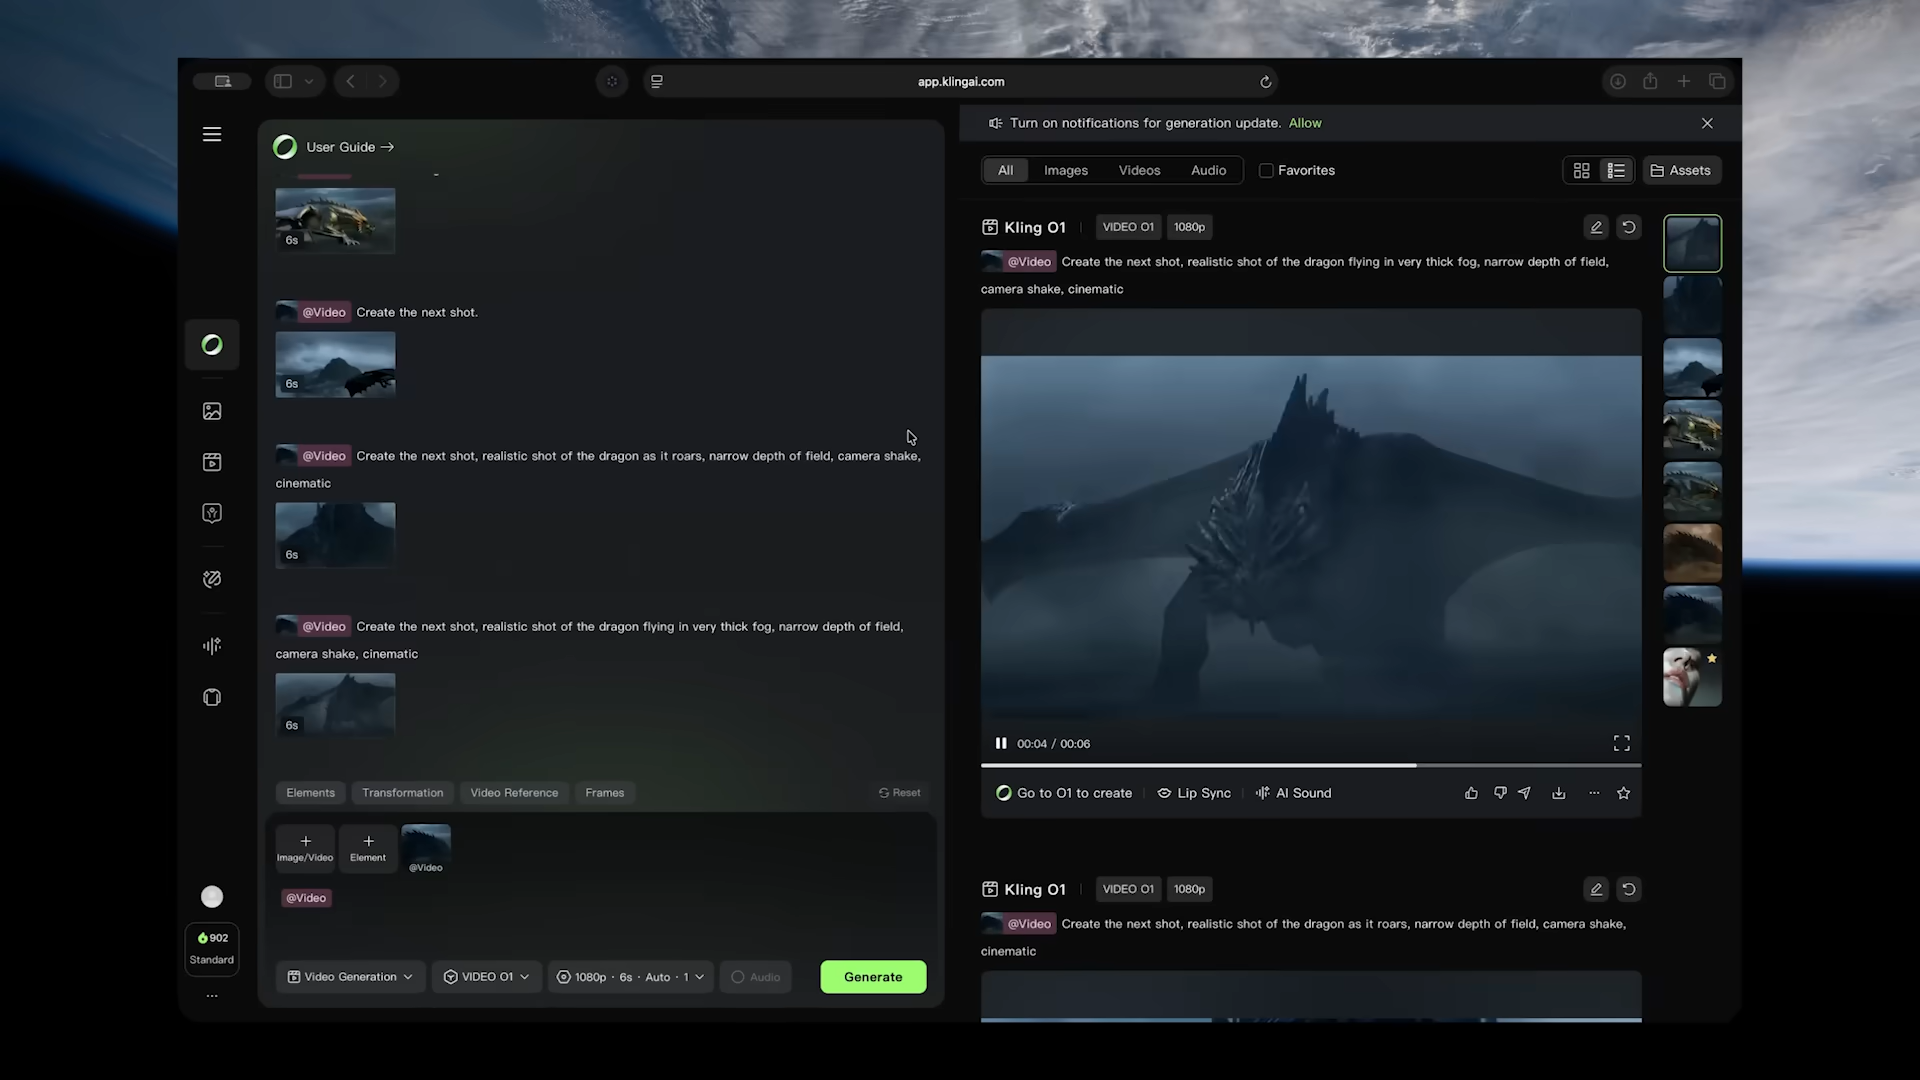 app.klingai.com
Turn on notifications for generation update. Allow
User Guide →
6s
@Video Create the next shot.
6s
@Video Create the next shot, realistic shot of the dragon as it roars, narrow depth of field, camera shake,
cinematic
6s
@Video Create the next shot, realistic shot of the dragon flying in very thick fog, narrow depth of field,
camera shake, cinematic
6s
Elements Transformation Video Reference Frames Reset
+ Image/Video
+ Element
@Video
@Video
902
Standard
...
Video Generation VIDEO O1 1080p · 6s · Auto · 1 Audio Generate
All Images Videos Audio Favorites Assets
Kling O1 VIDEO O1 1080p
@Video Create the next shot, realistic shot of the dragon flying in very thick fog, narrow depth of field,
camera shake, cinematic
00:04 / 00:06
Go to O1 to create Lip Sync AI Sound
Kling O1 VIDEO O1 1080p
@Video Create the next shot, realistic shot of the dragon as it roars, narrow depth of field, camera shake,
cinematic